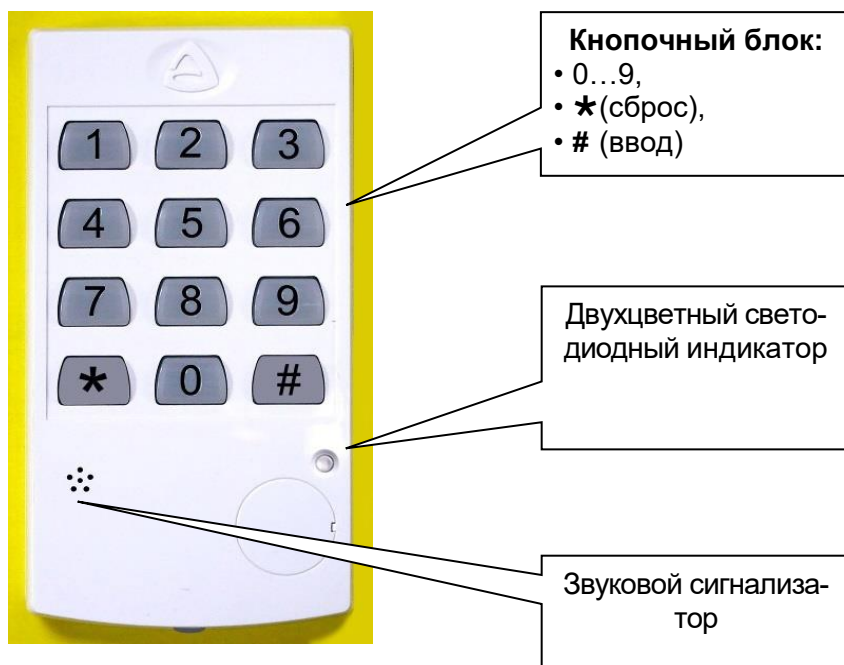 Кнопочный блок:
• 0…9,
• *(сброс),
• # (ввод)
1 2 3
4 5 6
7 8 9
* 0 #
Двухцветный свето-
диодный индикатор
Звуковой сигнализа-
тор